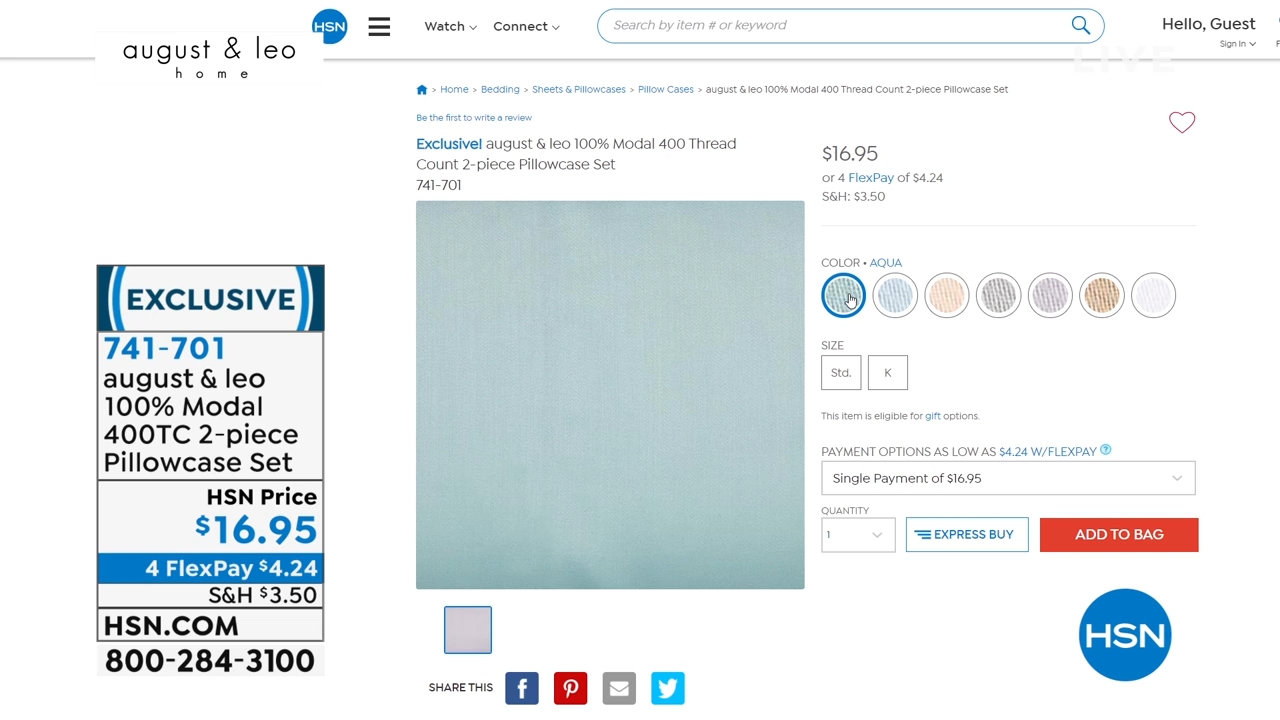 august & leo
home
HSN
Watch
Connect
Search by item # or keyword
Hello, Guest
Sign In
LIVE
Home > Bedding > Sheets & Pillowcases > Pillow Cases > august & leo 100% Modal 400 Thread Count 2-piece Pillowcase Set
Be the first to write a review
Exclusive! august & leo 100% Modal 400 Thread
Count 2-piece Pillowcase Set
741-701
$16.95
or 4 FlexPay of $4.24
S&H: $3.50
COLOR • AQUA
SIZE
Std.
K
This item is eligible for gift options.
PAYMENT OPTIONS AS LOW AS $4.24 W/FLEXPAY ?
Single Payment of $16.95
QUANTITY
1
EXPRESS BUY
ADD TO BAG
SHARE THIS
EXCLUSIVE
741-701
august & leo
100% Modal
400TC 2-piece
Pillowcase Set
HSN Price
$16.95
4 FlexPay $4.24
S&H $3.50
HSN.COM
800-284-3100
HSN